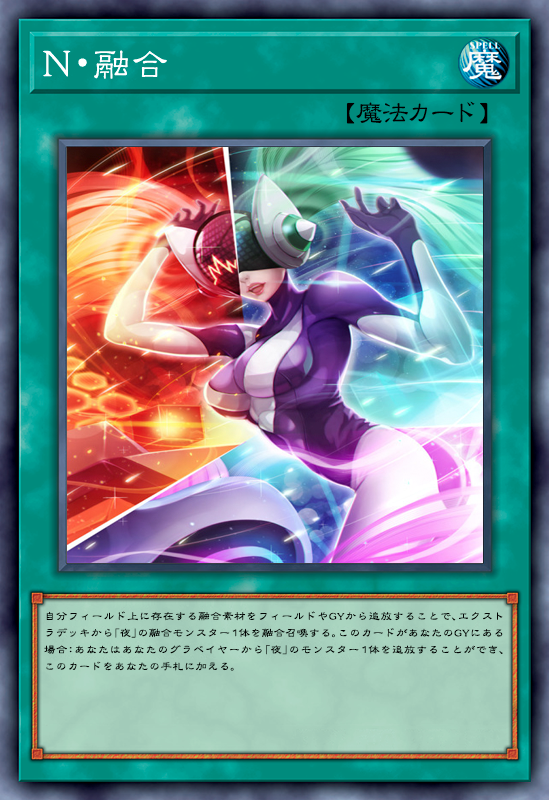 N・融合
SPELL
魔
【魔法カード】
自分フィールド上に存在する融合素材をフィールドやGYから追放することで、エクスト
ラデッキから「夜」の融合モンスター1体を融合召喚する。このカードがあなたのGYにある
場合：あなたはあなたのグラベイヤーから「夜」のモンスター1体を追放することができ、
このカードをあなたの手札に加える。